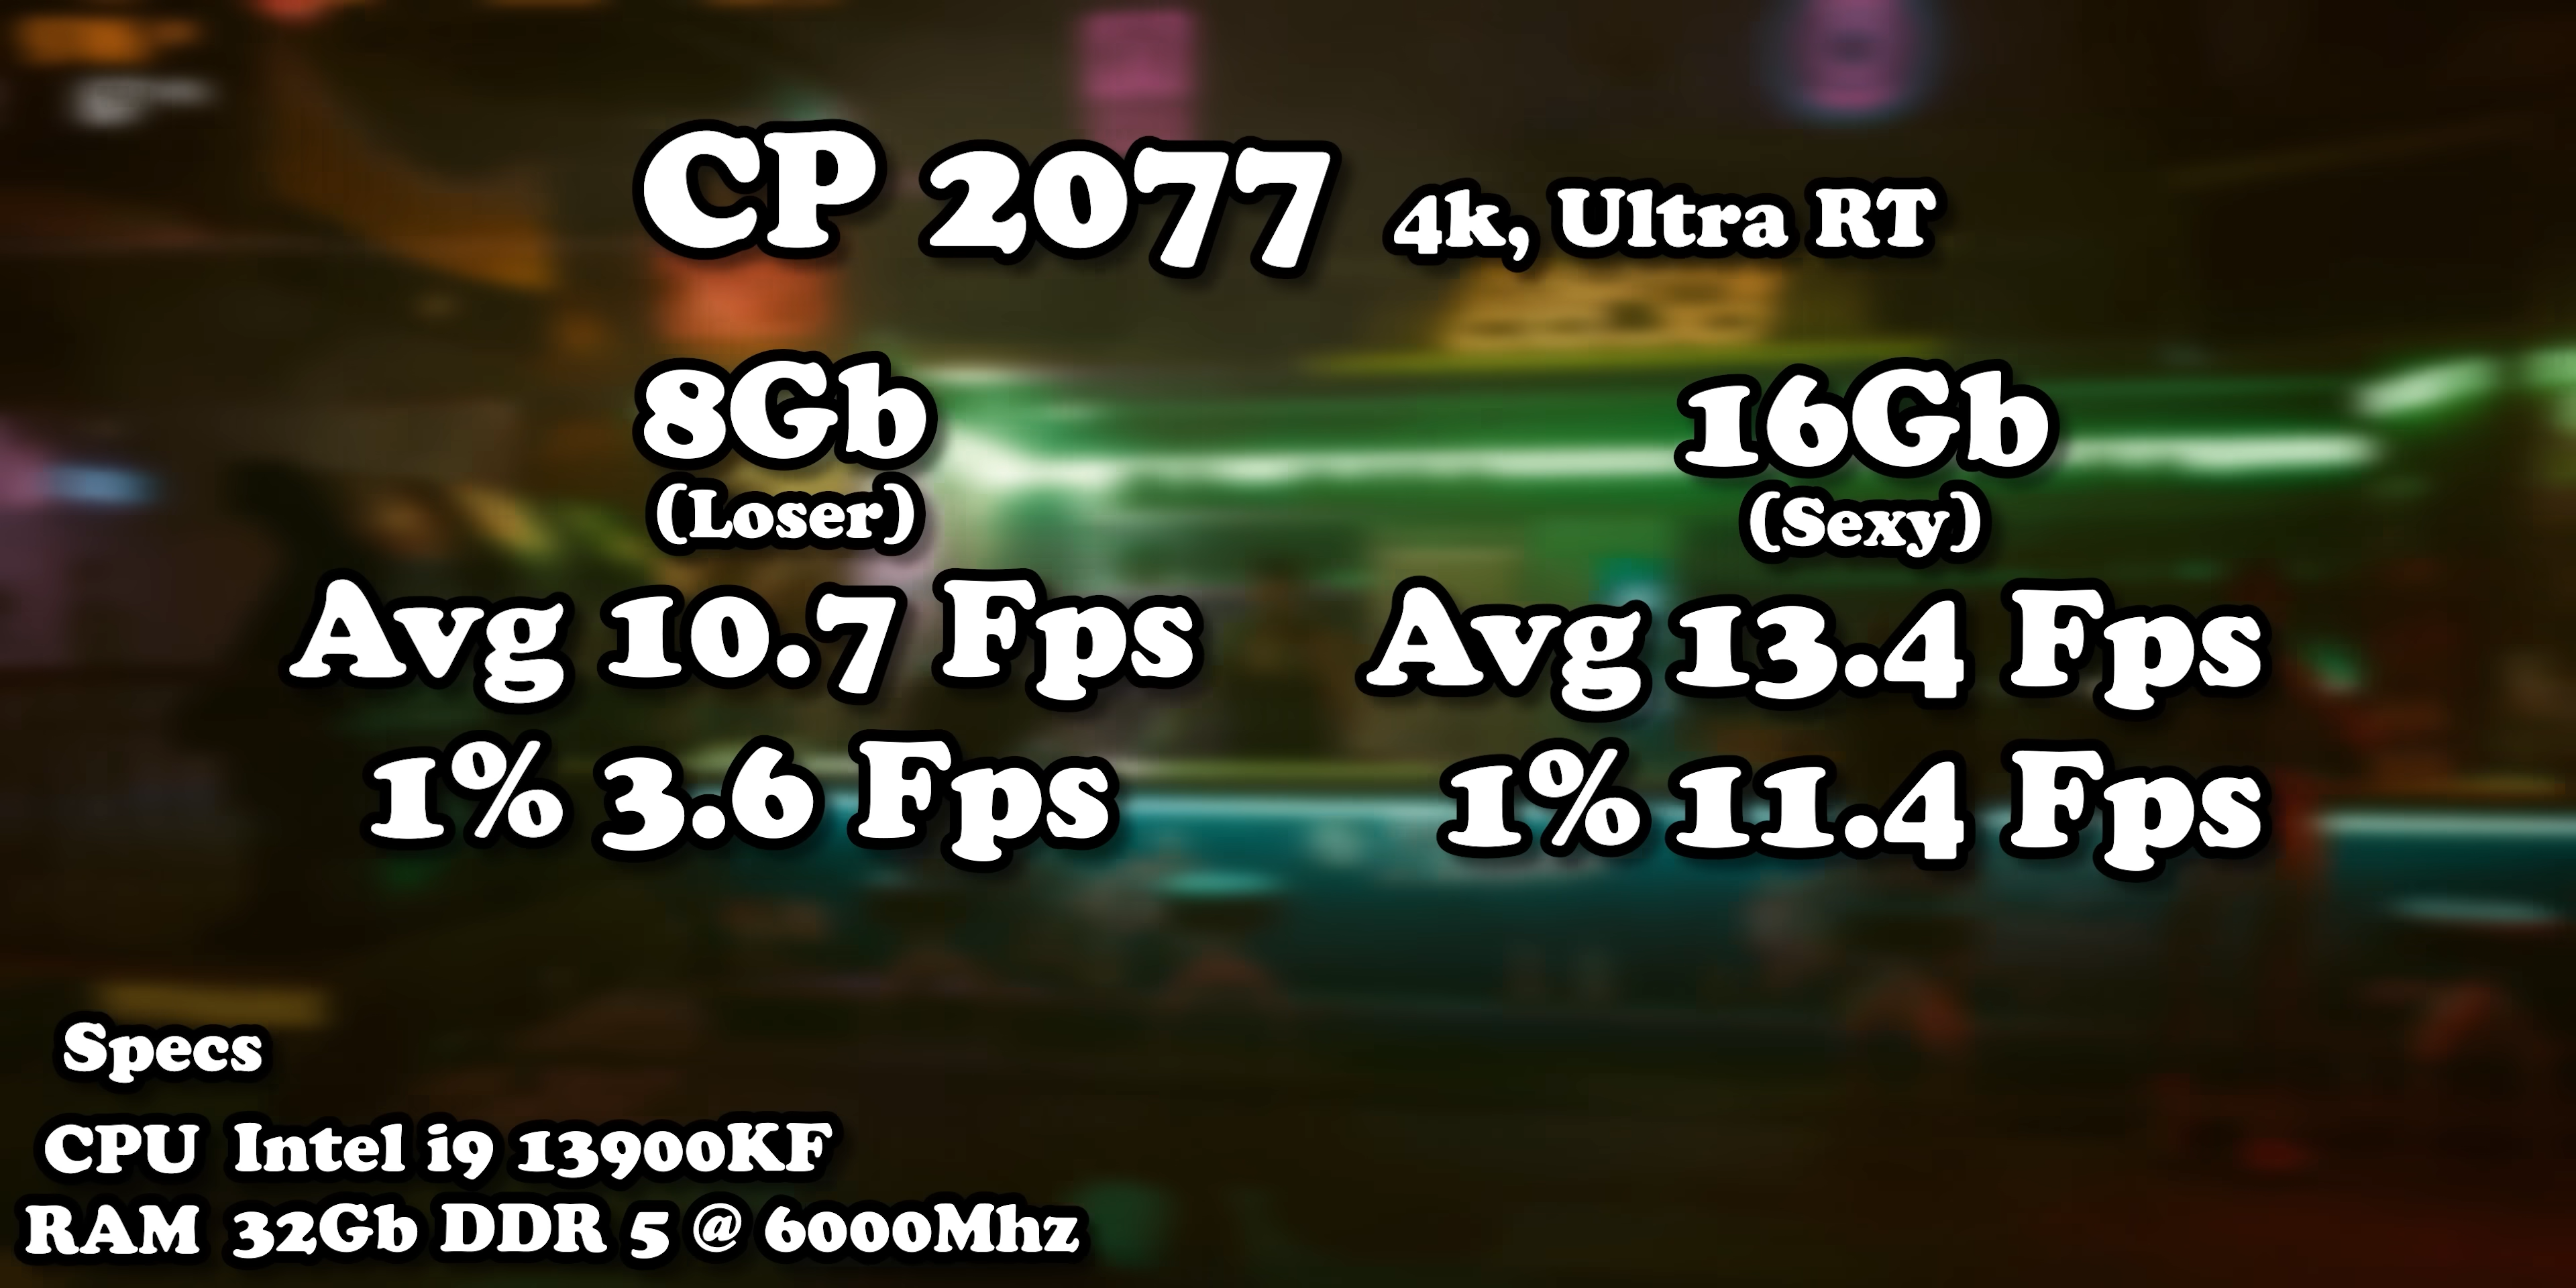 CP 2077 4k, Ultra RT
8Gb
(Loser)
Avg 10.7 Fps
1% 3.6 Fps
16Gb
(Sexy)
Avg 13.4 Fps
1% 11.4 Fps
Specs
CPU Intel i9 13900KF
RAM 32Gb DDR 5 @ 6000Mhz